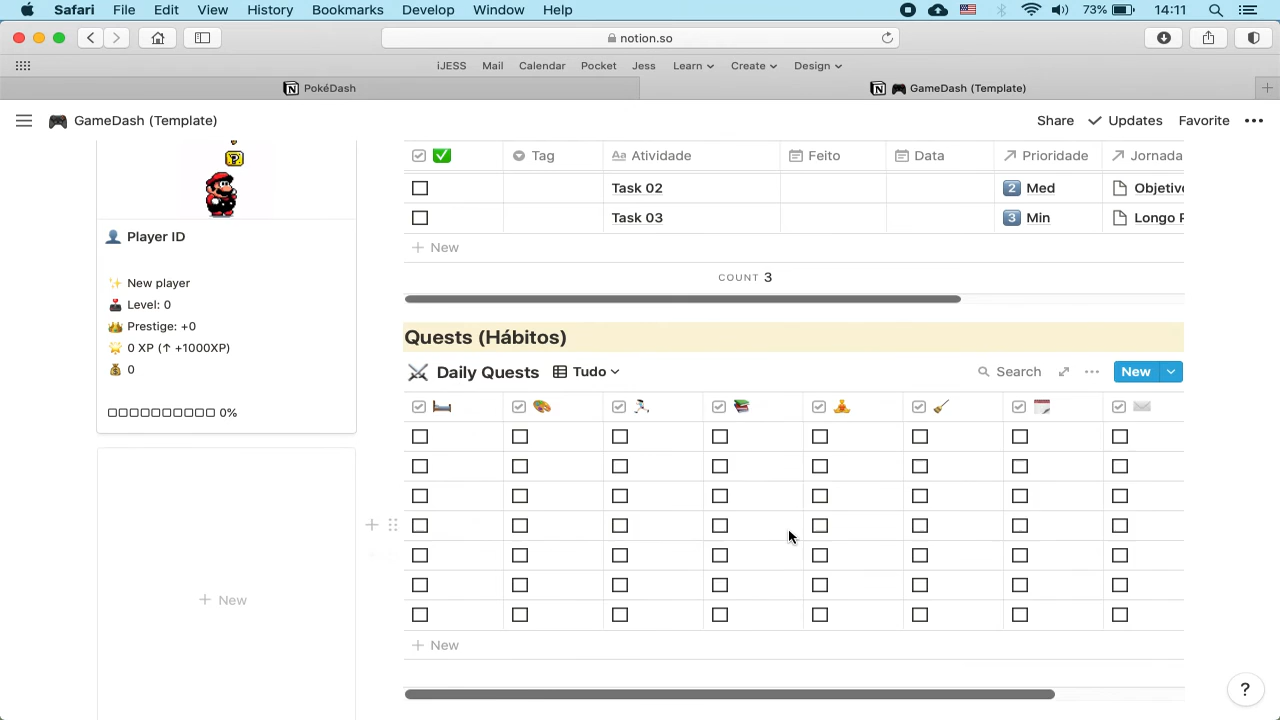 Safari File Edit View History Bookmarks Develop Window Help 73% 14:11
notion.so
iJESS Mail Calendar Pocket Jess Learn Create Design
PokéDash 🎮 GameDash (Template)
🎮 GameDash (Template) Share Updates Favorite •••
✅ Tag Aa Atividade Feito Data Prioridade Jornada
Task 02 2 Med Objetiv
Task 03 3 Min Longo P
+ New
COUNT 3
?
👤 Player ID
✨ New player
🕹️ Level: 0
👑 Prestige: +0
🌟 0 XP (↑ +1000XP)
💰 0
□□□□□□□□□□ 0%
+ New
Quests (Hábitos)
⚔ Daily Quests Tudo Search ••• New
+ New
?